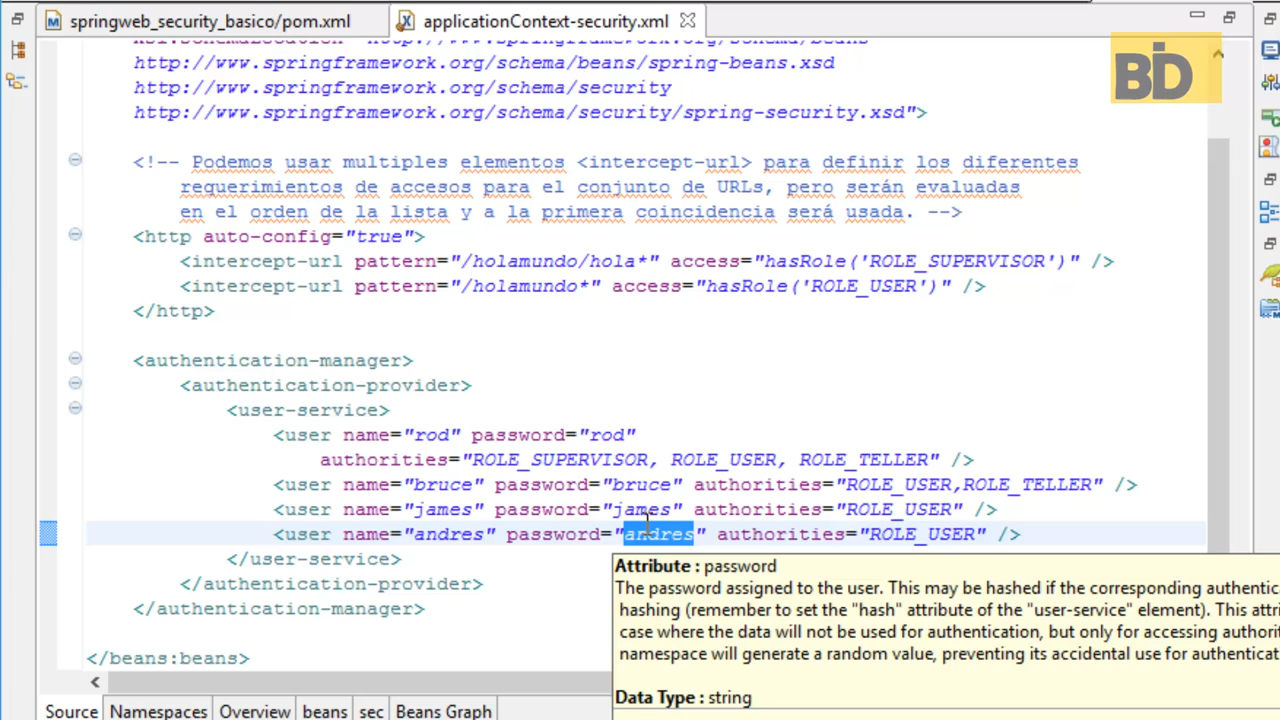 springweb_security_basico/pom.xml
applicationContext-security.xml
BD
http://www.springframework.org/schema/beans/spring-beans.xsd
http://www.springframework.org/schema/security
http://www.springframework.org/schema/security/spring-security.xsd">
<!-- Podemos usar multiples elementos <intercept-url> para definir los diferentes
requerimientos de accesos para el conjunto de URLs, pero serán evaluadas
en el orden de la lista y a la primera coincidencia será usada. -->
<http auto-config="true">
<intercept-url pattern="/holamundo/hola*" access="hasRole('ROLE_SUPERVISOR')" />
<intercept-url pattern="/holamundo*" access="hasRole('ROLE_USER')" />
</http>
<authentication-manager>
<authentication-provider>
<user-service>
<user name="rod" password="rod"
authorities="ROLE_SUPERVISOR, ROLE_USER, ROLE_TELLER" />
<user name="bruce" password="bruce" authorities="ROLE_USER,ROLE_TELLER" />
<user name="james" password="james" authorities="ROLE_USER" />
<user name="andres" password="andres" authorities="ROLE_USER" />
</user-service>
</authentication-provider>
</authentication-manager>
</beans:beans>
Attribute : password
The password assigned to the user. This may be hashed if the corresponding authentic
hashing (remember to set the "hash" attribute of the "user-service" element). This attri
case where the data will not be used for authentication, but only for accessing authori
namespace will generate a random value, preventing its accidental use for authenticat
Data Type : string
Source Namespaces Overview beans sec Beans Graph